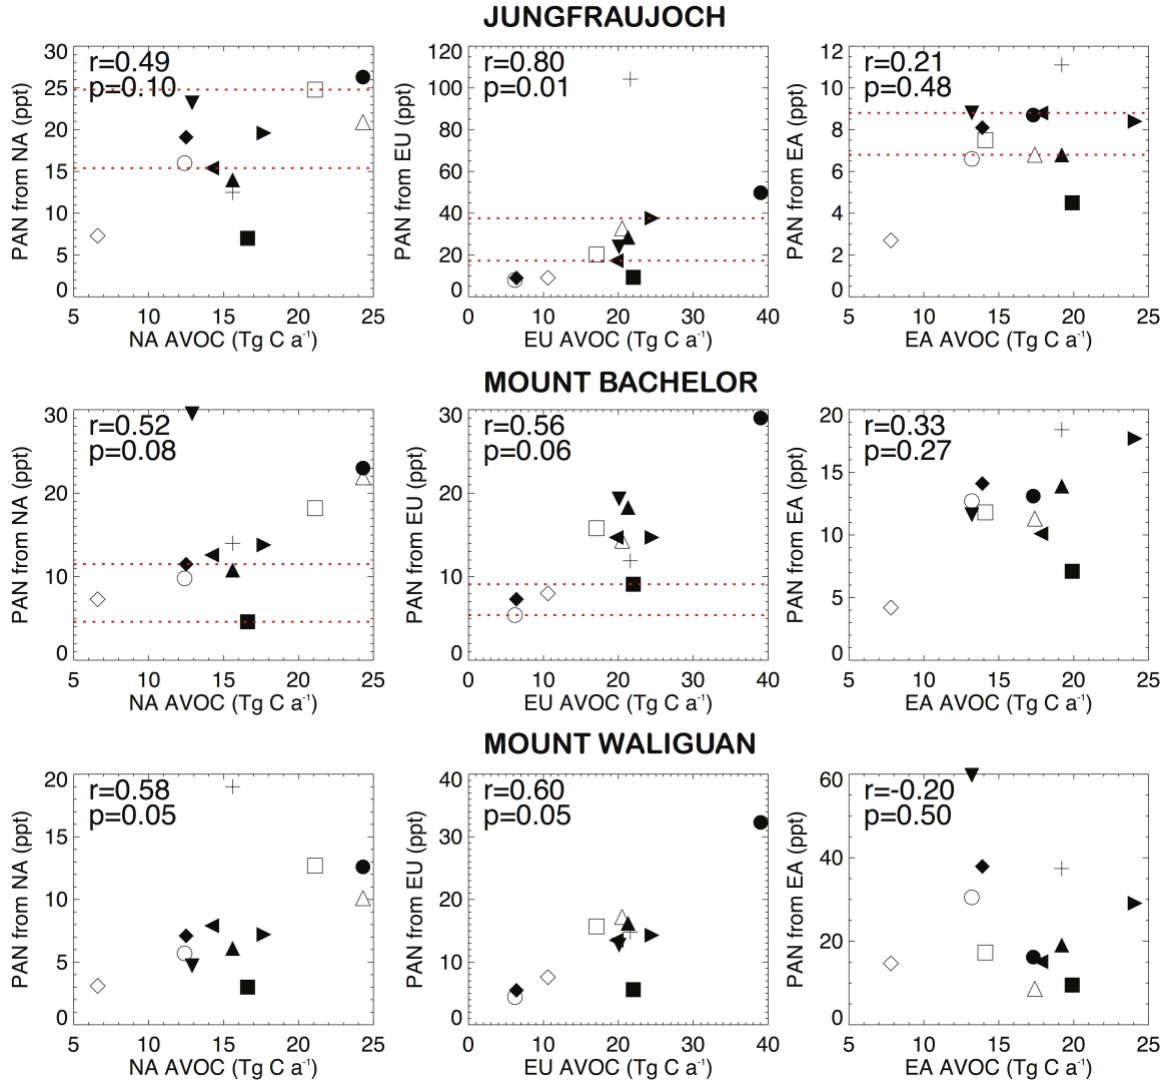 JUNGFRAUJOCH
r=0.49
p=0.10
PAN from NA (ppt)
30
25
20
15
10
5
0
5 10 15 20 25
NA AVOC (Tg C a⁻¹)
r=0.80
p=0.01
PAN from EU (ppt)
120
100
80
60
40
20
0
0 10 20 30 40
EU AVOC (Tg C a⁻¹)
r=0.21
p=0.48
PAN from EA (ppt)
12
10
8
6
4
2
0
5 10 15 20 25
EA AVOC (Tg C a⁻¹)
MOUNT BACHELOR
r=0.52
p=0.08
PAN from NA (ppt)
30
20
10
0
5 10 15 20 25
NA AVOC (Tg C a⁻¹)
r=0.56
p=0.06
PAN from EU (ppt)
30
20
10
0
0 10 20 30 40
EU AVOC (Tg C a⁻¹)
r=0.33
p=0.27
PAN from EA (ppt)
20
15
10
5
0
5 10 15 20 25
EA AVOC (Tg C a⁻¹)
MOUNT WALIGUAN
r=0.58
p=0.05
PAN from NA (ppt)
20
15
10
5
0
5 10 15 20 25
NA AVOC (Tg C a⁻¹)
r=0.60
p=0.05
PAN from EU (ppt)
40
30
20
10
0
0 10 20 30 40
EU AVOC (Tg C a⁻¹)
r=-0.20
p=0.50
PAN from EA (ppt)
60
40
20
0
5 10 15 20 25
EA AVOC (Tg C a⁻¹)